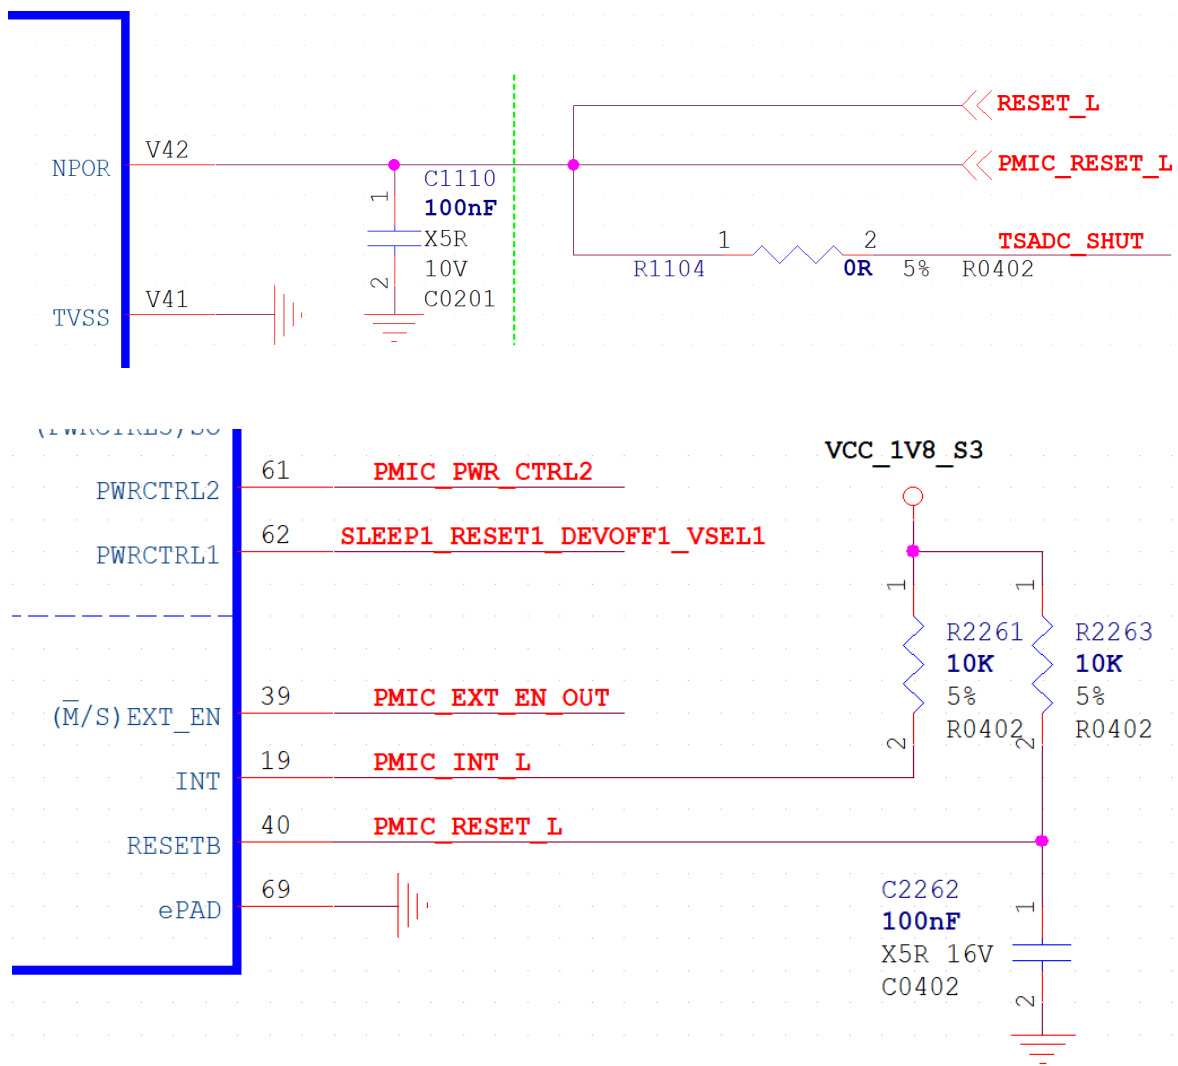 RESET_L
V42
NPOR
PMIC_RESET_L
C1110
1
100nF
X5R
1
2
TSADC_SHUT
10V
R1104
0R
5%
R0402
2
C0201
V41
TVSS
VCC_1V8_S3
61
PMIC_PWR_CTRL2
PWRCTRL2
62
SLEEP1_RESET1_DEVOFF1_VSEL1
PWRCTRL1
1
1
R2261
R2263
10K
10K
5%
5%
R0402
R0402
2
2
39
PMIC_EXT_EN_OUT
(M̅/S)EXT_EN
19
PMIC_INT_L
INT
40
PMIC_RESET_L
RESETB
69
ePAD
C2262
1
100nF
X5R 16V
C0402
2